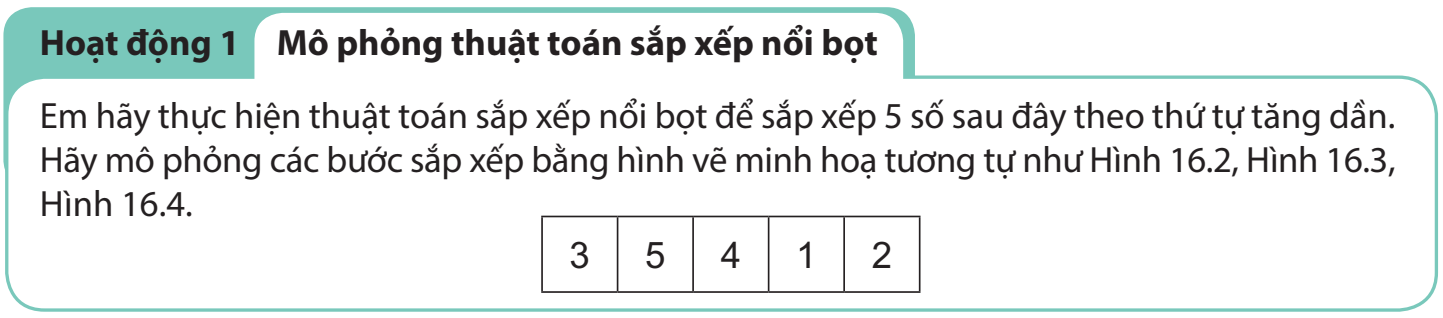 Hoạt động 1 Mô phỏng thuật toán sắp xếp nổi bọt
Em hãy thực hiện thuật toán sắp xếp nổi bọt để sắp xếp 5 số sau đây theo thứ tự tăng dần.
Hãy mô phỏng các bước sắp xếp bằng hình vẽ minh hoạ tương tự như Hình 16.2, Hình 16.3,
Hình 16.4.
3 5 4 1 2